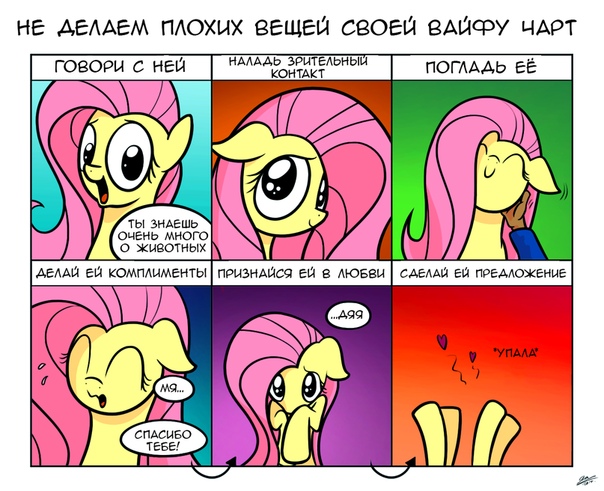 НЕ ДЕЛАЕМ ПЛОХИХ ВЕЩЕЙ СВОЕЙ ВАЙФУ ЧАРТ
ГОВОРИ С НЕЙ
НАЛАДЬ ЗРИТЕЛЬНЫЙ
КОНТАКТ
ПОГЛАДЬ ЕЁ
ТЫ ЗНАЕШЬ
ОЧЕНЬ МНОГО
О ЖИВОТНЫХ
ДЕЛАЙ ЕЙ КОМПЛИМЕНТЫ
ПРИЗНАЙСЯ ЕЙ В ЛЮБВИ
СДЕЛАЙ ЕЙ ПРЕДЛОЖЕНИЕ
МЯ...
СПАСИБО
ТЕБЕ!
...ДЯЯ
*УПАЛА*